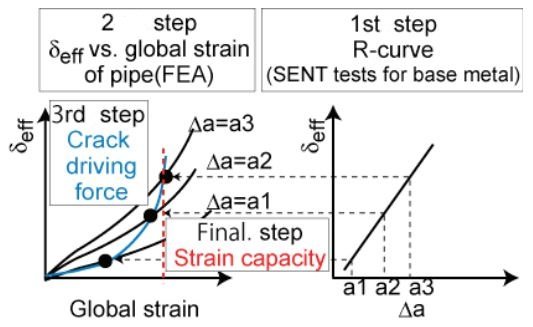 2 step
δeff vs. global strain
of pipe(FEA)
1st step
R-curve
(SENT tests for base metal)
3rd step
Crack
driving
force
δeff
Δa=a3
Δa=a2
Δa=a1
Final. step
Strain capacity
Global strain
δeff
a1 a2 a3
Δa